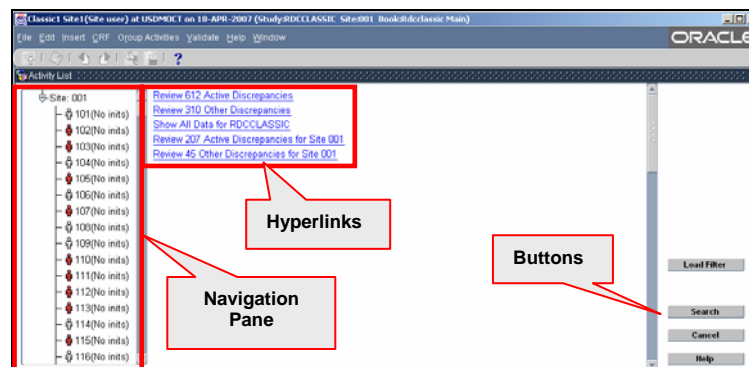 Classic1 Site1(Site user) at USDMOCT on 18-APR-2007 (Study:RDCCLASSIC Site:001 Book:Rdcclassic Main)
File Edit Insert CRF Group Activities Validate Help Window
ORACLE
Activity List
Site: 001
101(No inits)
102(No inits)
103(No inits)
104(No inits)
105(No inits)
106(No inits)
107(No inits)
108(No inits)
109(No inits)
110(No inits)
111(No inits)
112(No inits)
113(No inits)
114(No inits)
115(No inits)
116(No inits)
Review 612 Active Discrepancies
Review 310 Other Discrepancies
Show All Data for RDCCLASSIC
Review 207 Active Discrepancies for Site 001
Review 45 Other Discrepancies for Site 001
Hyperlinks
Navigation
Pane
Buttons
Load Filter
Search
Cancel
Help